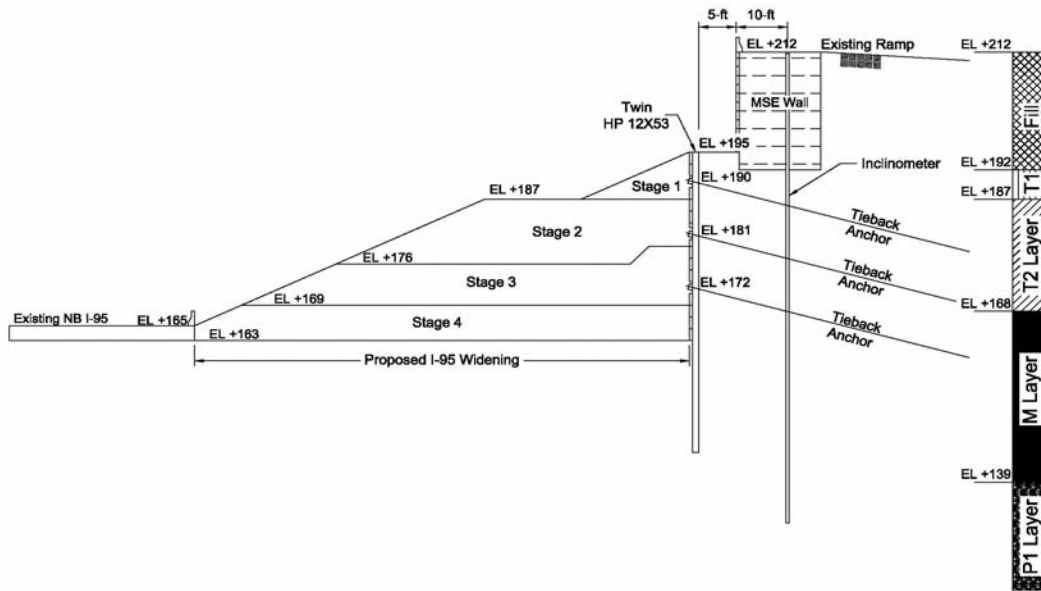 5-ft 10-ft
EL +212 Existing Ramp EL +212
MSE Wall
Fill
Twin
HP 12X53
EL +195
Inclinometer
EL +192
Stage 1 EL +190
T1
EL +187 EL +187
Tieback
Anchor
Stage 2 EL +181
T2 Layer
EL +176
Tieback
Anchor
Stage 3 EL +172
EL +169 EL +168
Existing NB I-95 EL +165
Tieback
Anchor
Stage 4
EL +163
Proposed I-95 Widening
M Layer
EL +139
P1 Layer